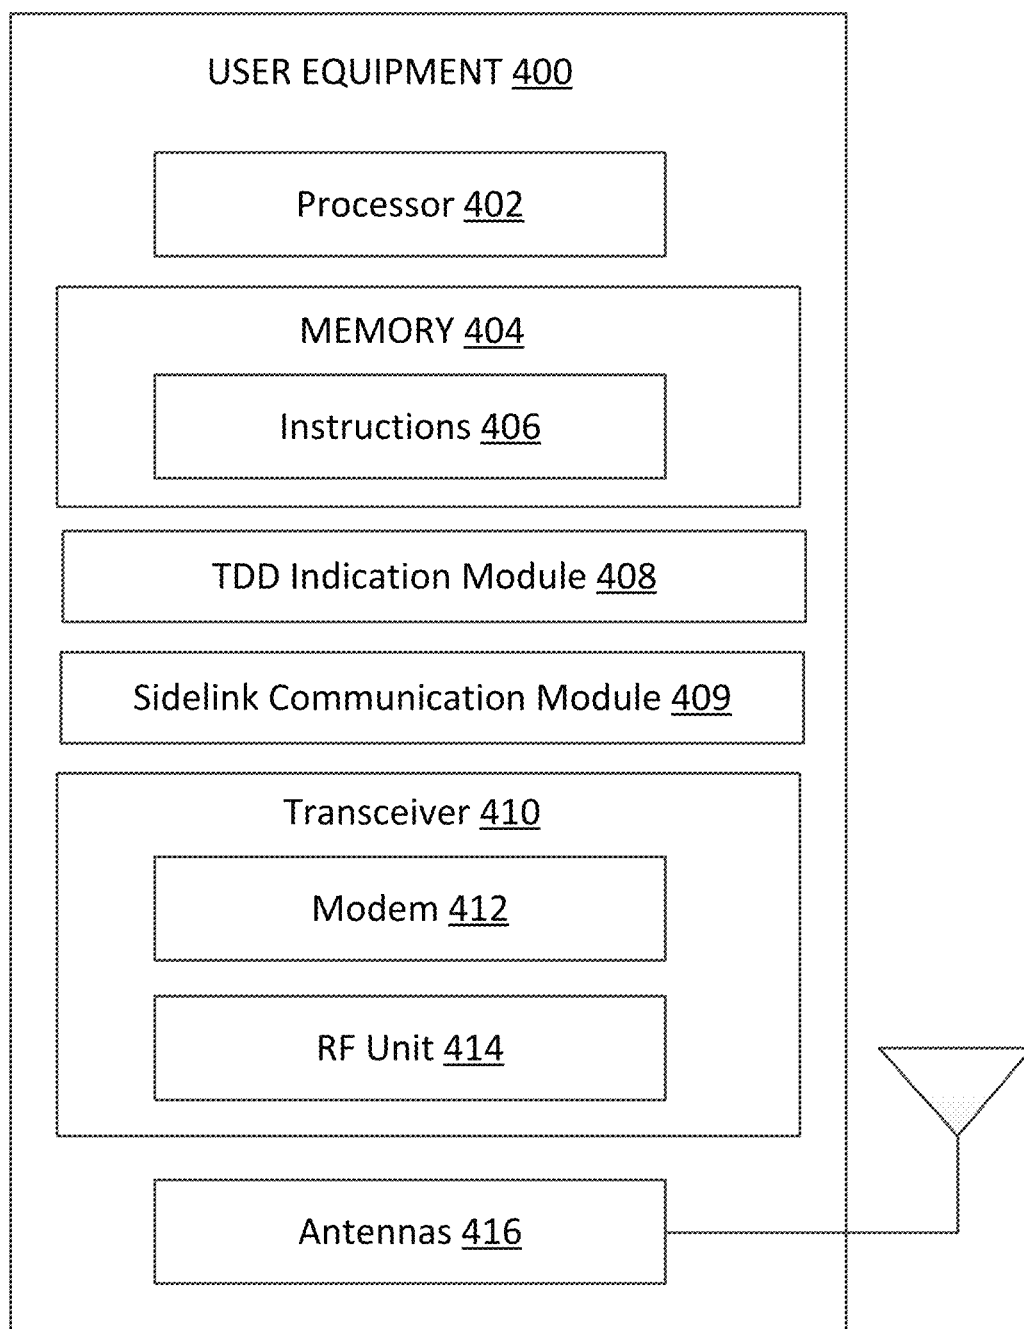 USER EQUIPMENT 400
Processor 402
MEMORY 404
Instructions 406
TDD Indication Module 408
Sidelink Communication Module 409
Transceiver 410
Modem 412
RF Unit 414
Antennas 416